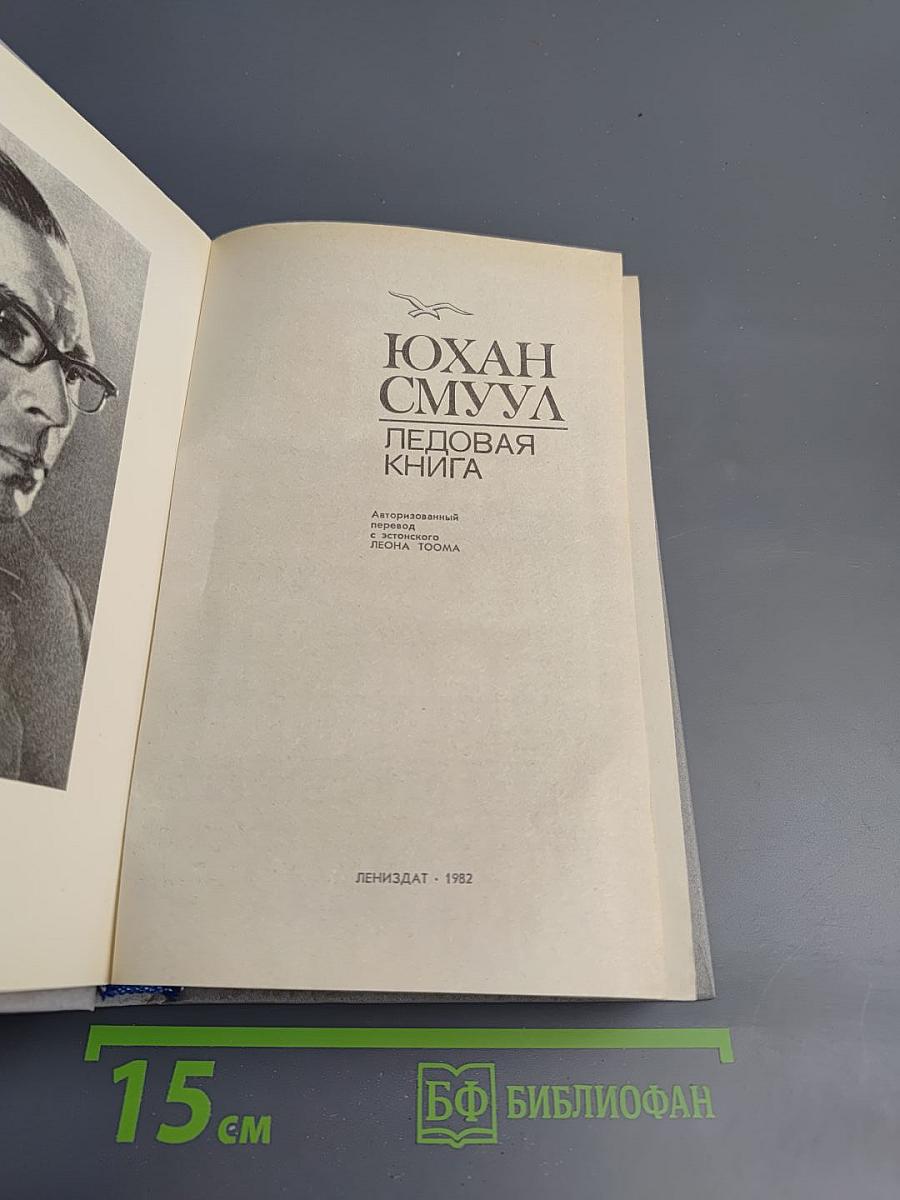 ЮХАН
СМУУЛ
ЛЕДОВАЯ
КНИГА
Авторизованный
перевод
с эстонского
ЛЕОНА ТООМА
ЛЕНИЗДАТ · 1982
15 см
БФ БИБЛИОФАН